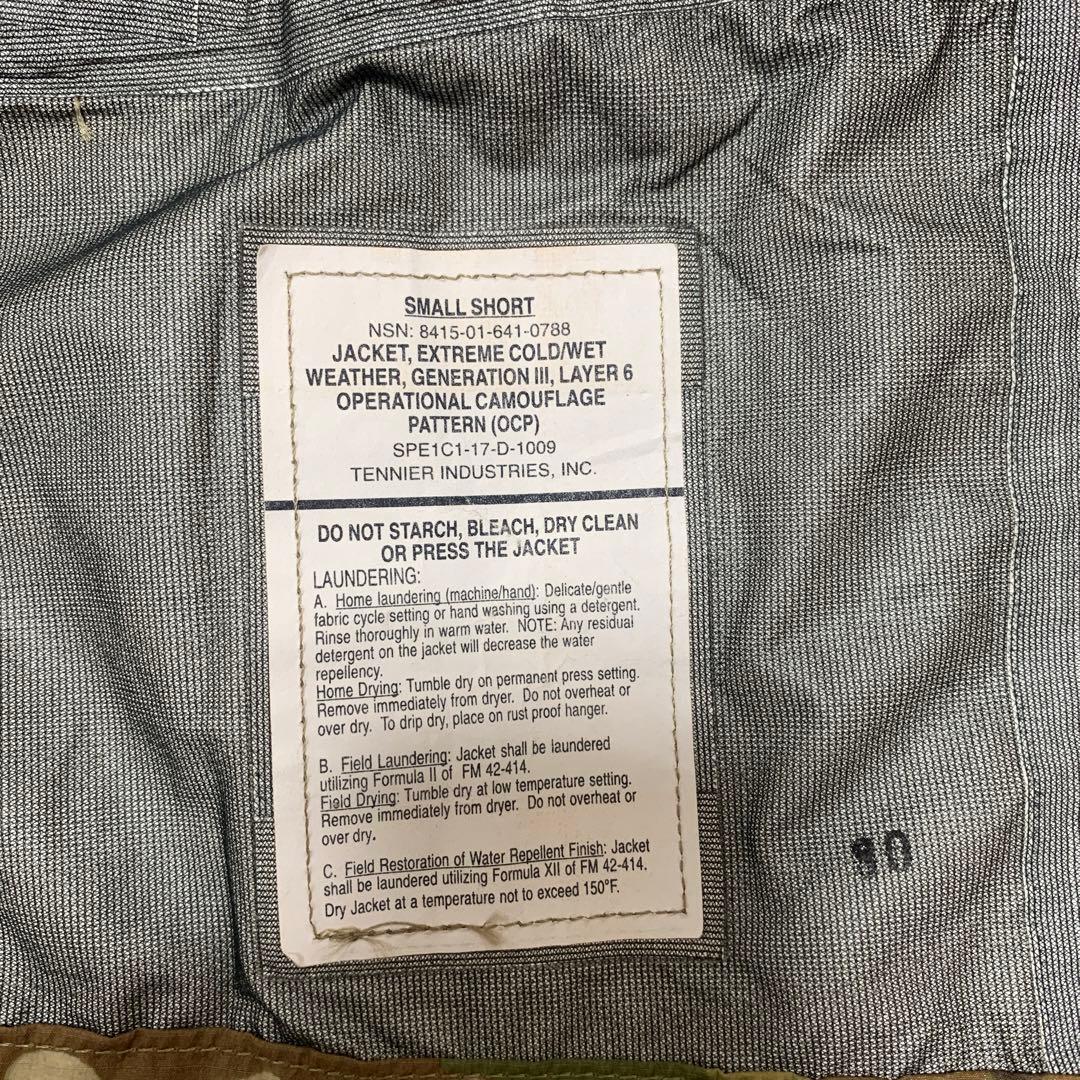 SMALL SHORT
NSN: 8415-01-641-0788
JACKET, EXTREME COLD/WET
WEATHER, GENERATION III, LAYER 6
OPERATIONAL CAMOUFLAGE
PATTERN (OCP)
SPE1C1-17-D-1009
TENNIER INDUSTRIES, INC.
DO NOT STARCH, BLEACH, DRY CLEAN
OR PRESS THE JACKET
LAUNDERING:
A. Home laundering (machine/hand): Delicate/gentle
fabric cycle setting or hand washing using a detergent.
Rinse thoroughly in warm water. NOTE: Any residual
detergent on the jacket will decrease the water
repellency.
Home Drying: Tumble dry on permanent press setting.
Remove immediately from dryer. Do not overheat or
over dry. To drip dry, place on rust proof hanger.
B. Field Laundering: Jacket shall be laundered
utilizing Formula II of FM 42-414.
Field Drying: Tumble dry at low temperature setting.
Remove immediately from dryer. Do not overheat or
over dry.
C. Field Restoration of Water Repellent Finish: Jacket
shall be laundered utilizing Formula XII of FM 42-414.
Dry Jacket at a temperature not to exceed 150°F.